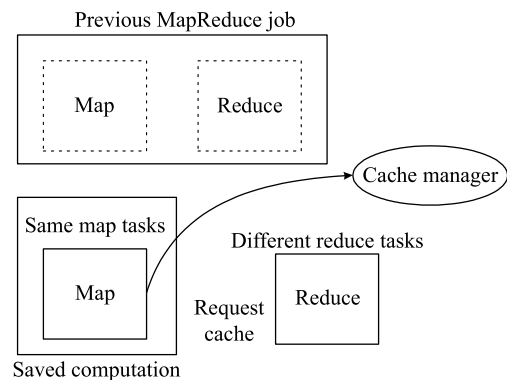 Previous MapReduce job
Map
Reduce
Cache manager
Same map tasks
Different reduce tasks
Map
Reduce
Request
cache
Saved computation